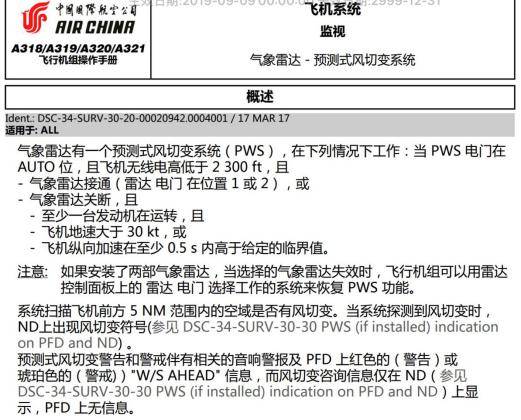 生效日期:2019-09-09 00:00:00 2999-12-31
中国国际航空公司
AIR CHINA
A318/A319/A320/A321
飞行机组操作手册
飞机系统
监视
气象雷达 - 预测式风切变系统
概述
Ident.: DSC-34-SURV-30-20-00020942.0004001 / 17 MAR 17
适用于: ALL
气象雷达有一个预测式风切变系统 ( PWS ) ，在下列情况下工作：当 PWS 电门在
AUTO 位，且飞机无线电高低于 2 300 ft，且
- 气象雷达接通 ( 雷达 电门 在位置 1 或 2 ) ，或
- 气象雷达关断，且
- 至少一台发动机在运转，且
- 飞机地速大于 30 kt，或
- 飞机纵向加速在至少 0.5 s 内高于给定的临界值。
注意: 如果安装了两部气象雷达，当选择的气象雷达失效时，飞行机组可以用雷达
控制面板上的 雷达 电门 选择工作的系统来恢复 PWS 功能。
系统扫描飞机前方 5 NM 范围内的空域是否有风切变。当系统探测到风切变时，
ND上出现风切变符号(参见 DSC-34-SURV-30-30 PWS (if installed) indication
on PFD and ND) 。
预测式风切变警告和警戒伴有相关的音响警报及 PFD 上红色的 ( 警告 ) 或
琥珀色的 ( 警戒 ) ) "W/S AHEAD" 信息，而风切变咨询信息仅在 ND ( 参见
DSC-34-SURV-30-30 PWS (if installed) indication on PFD and ND ) 上显
示，PFD 上无信息。